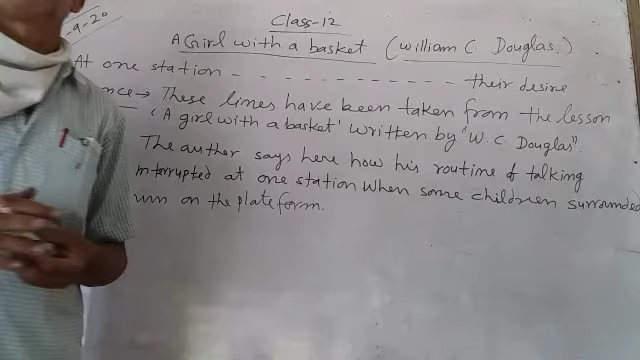 -9-20
Class-12
A Girl with a basket (William C. Douglas.)
At one station - - - - - - - - - - - - - - their desire
nce → These lines have been taken from the lesson
'A girl with a basket' written by "W. C. Douglas".
The author says here how his routine of talking
interrupted at one station when some children surrounded
on the plateform.